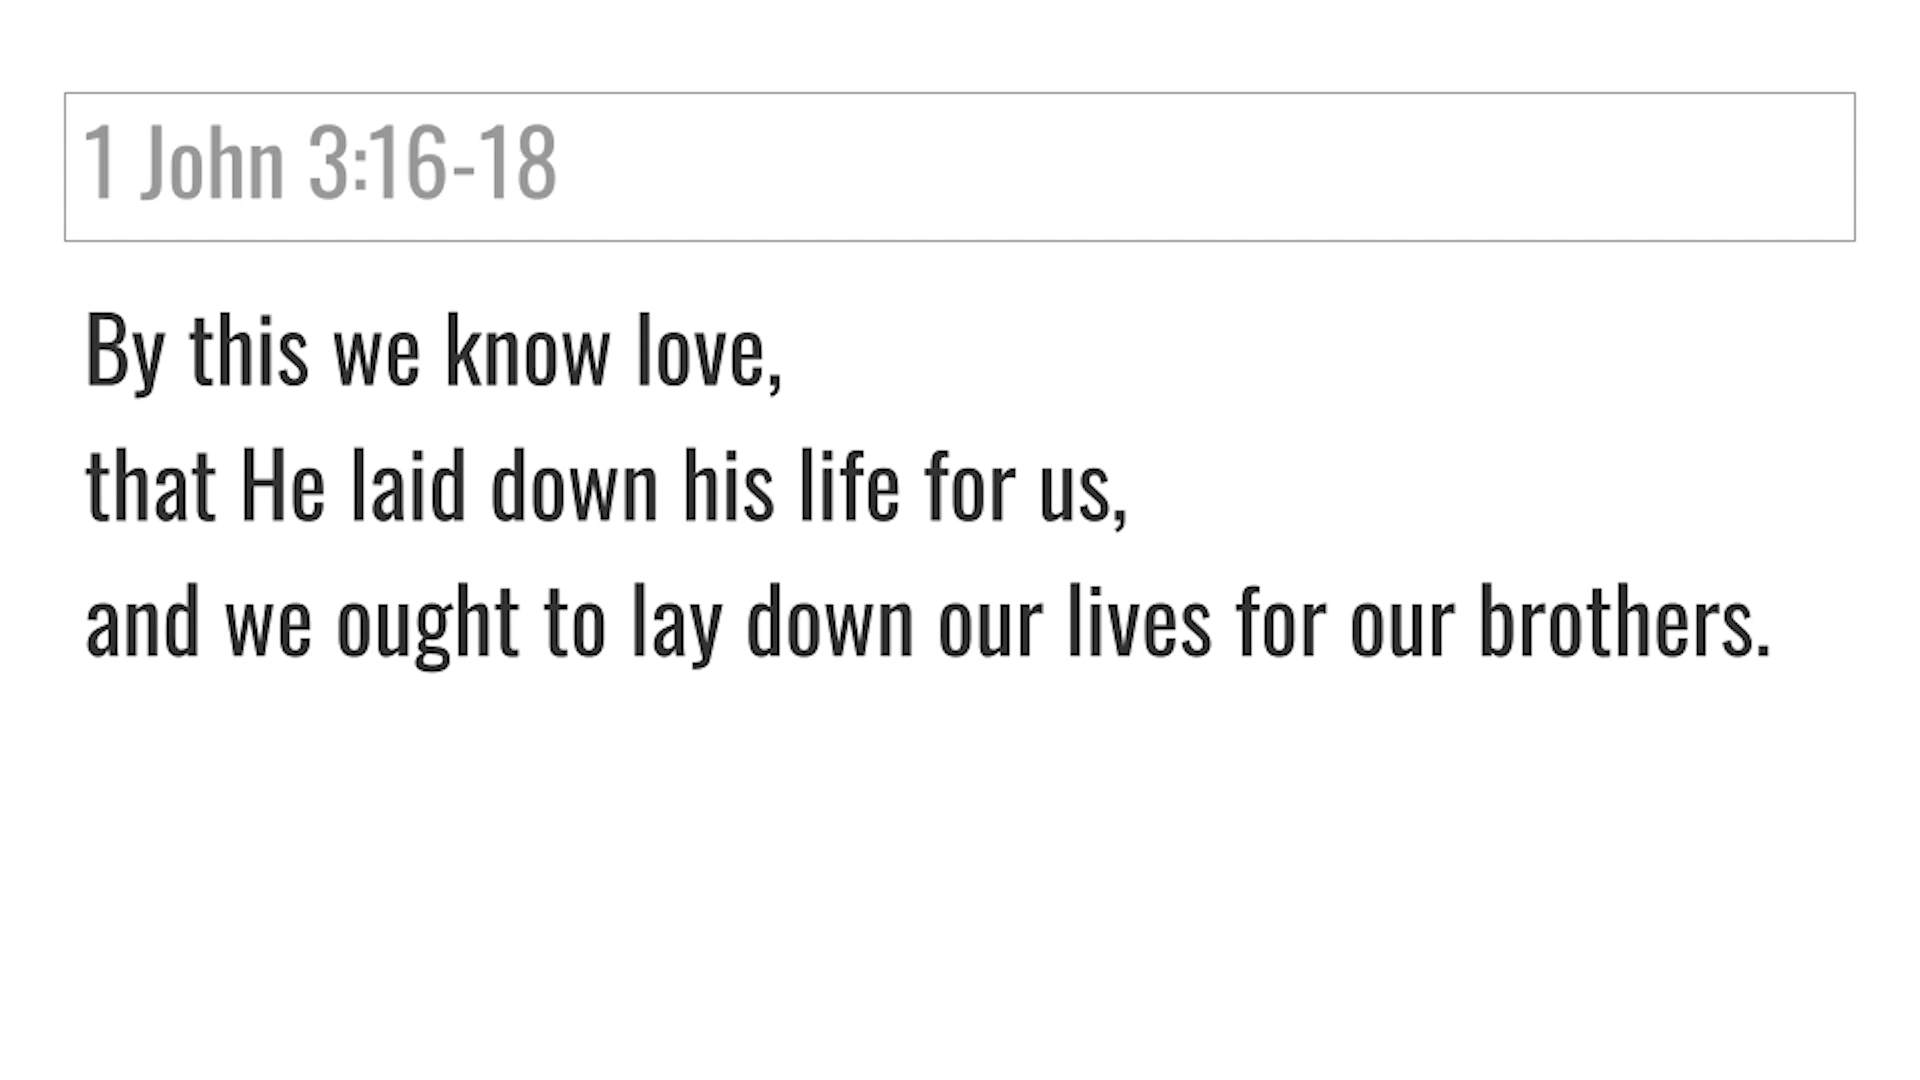 1 John 3:16-18
By this we know love,
that He laid down his life for us,
and we ought to lay down our lives for our brothers.